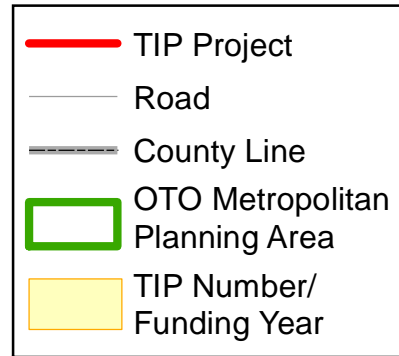 TIP Project
Road
County Line
OTO Metropolitan
Planning Area
TIP Number/
Funding Year